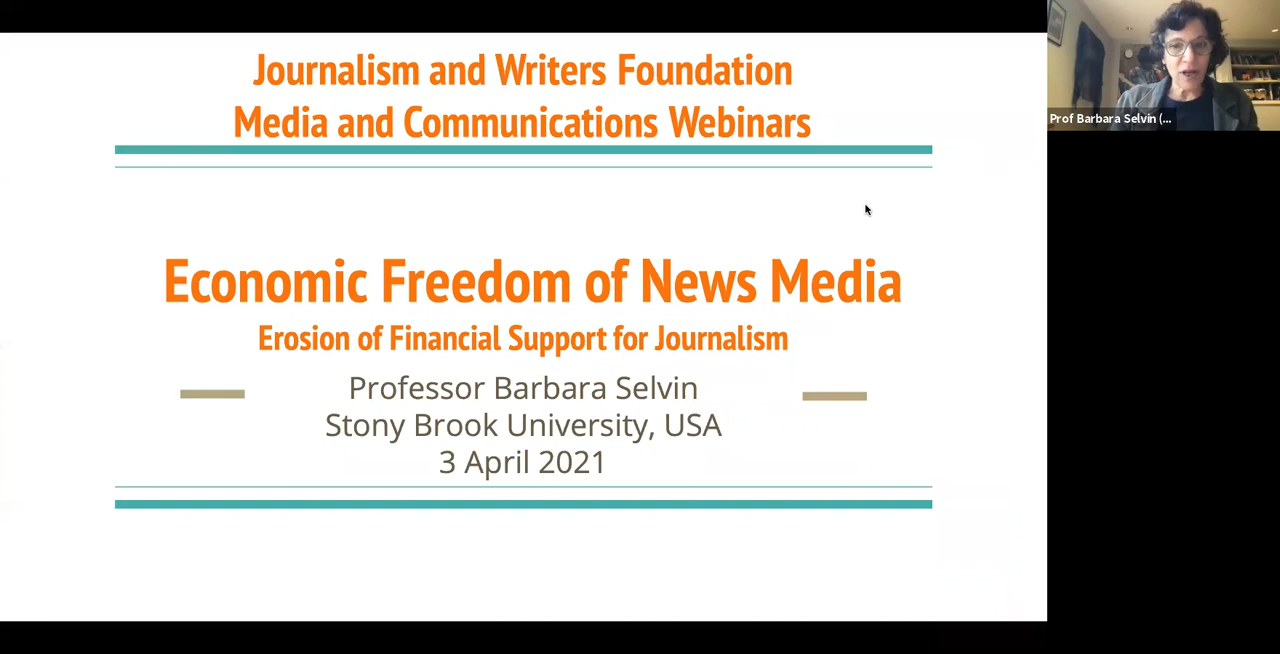 Journalism and Writers Foundation
Media and Communications Webinars
Economic Freedom of News Media
Erosion of Financial Support for Journalism
Professor Barbara Selvin
Stony Brook University, USA
3 April 2021
Prof Barbara Selvin (...